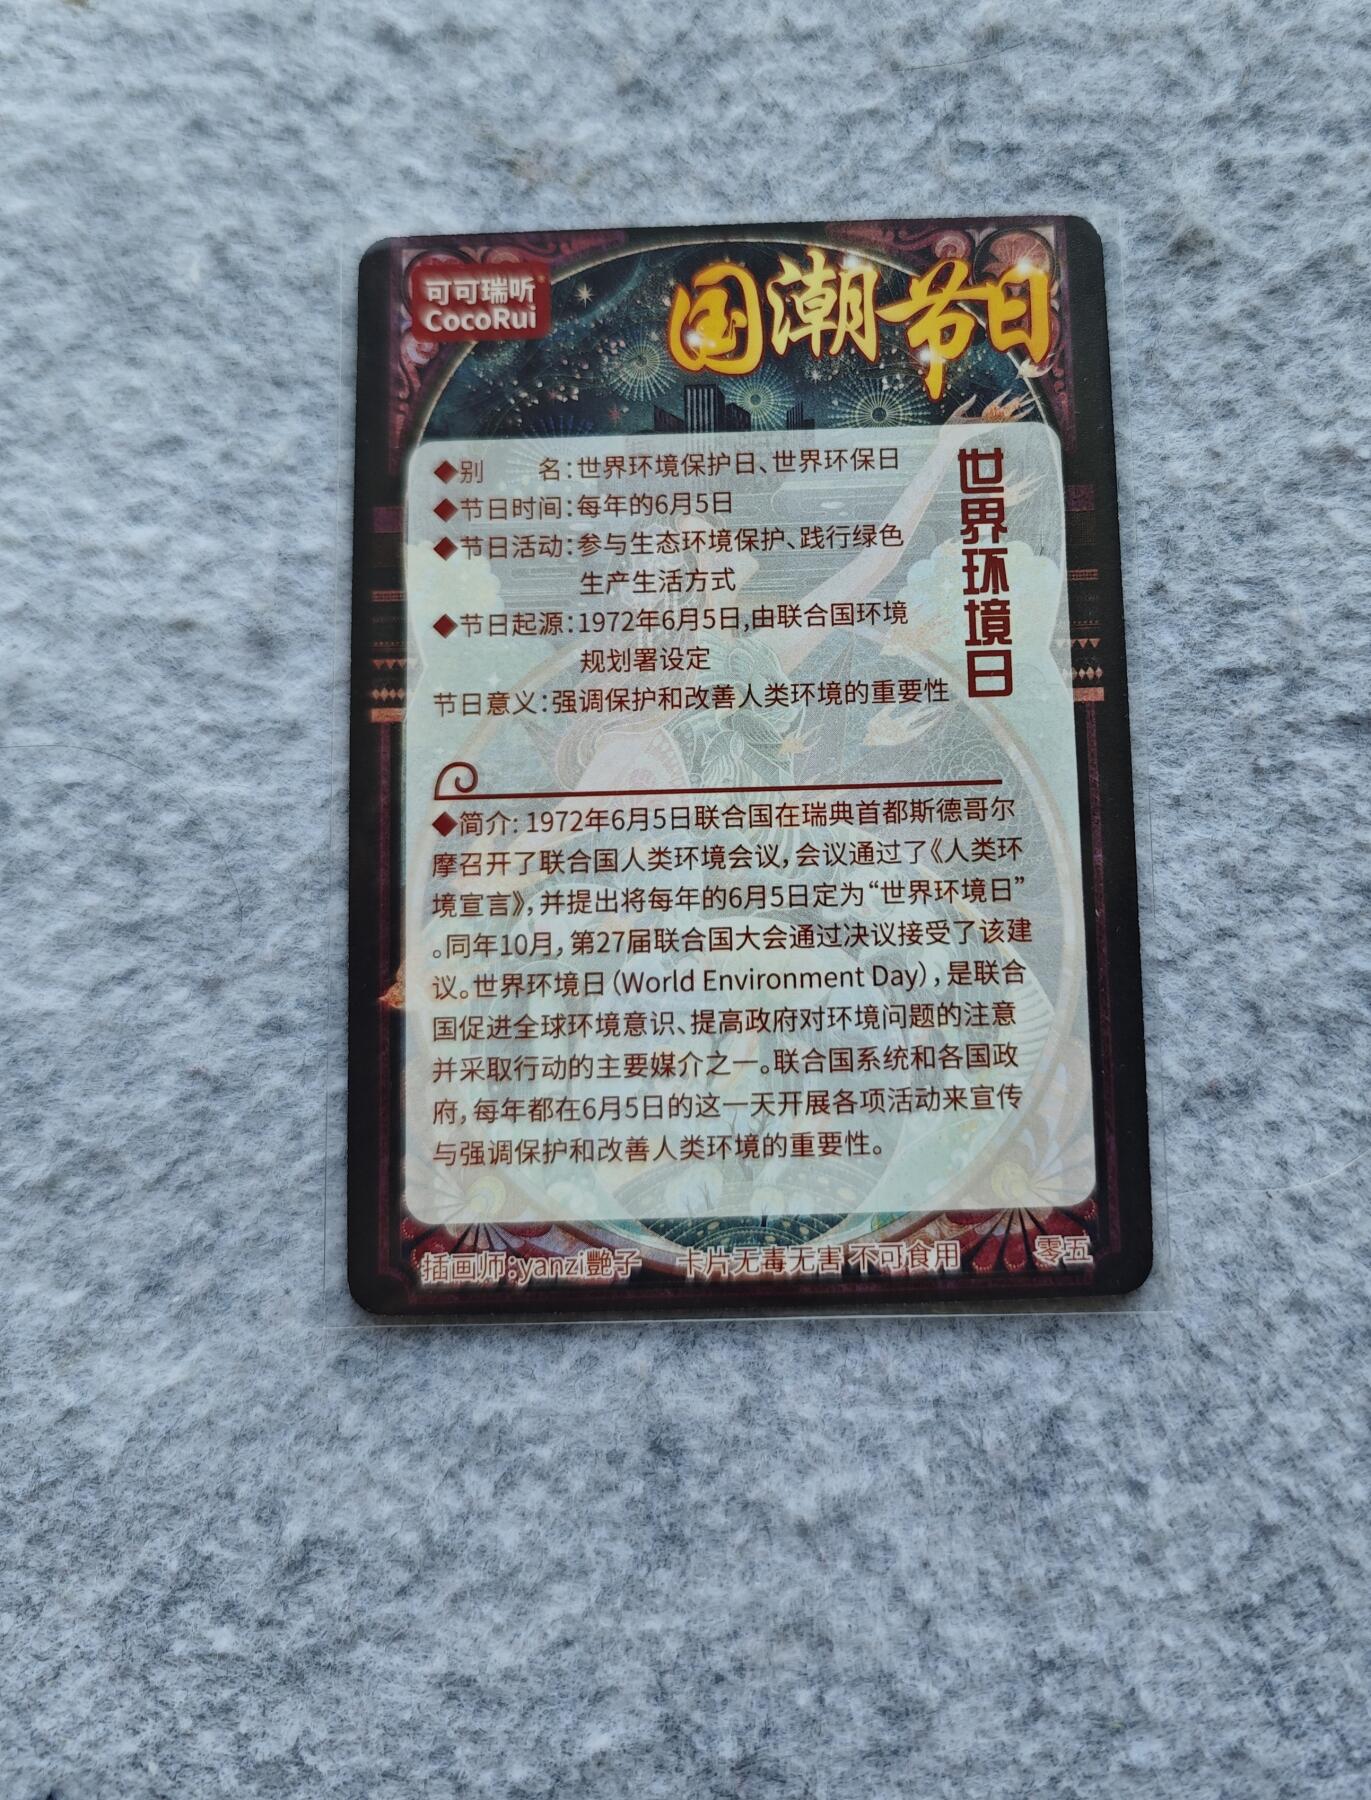 可可瑞听
CocoRui
国潮节日
世界环境日
◆别 名:世界环境保护日、世界环保日
◆节日时间:每年的6月5日
◆节日活动:参与生态环境保护、践行绿色
生产生活方式
◆节日起源:1972年6月5日,由联合国环境
规划署设定
节日意义:强调保护和改善人类环境的重要性
◆简介: 1972年6月5日联合国在瑞典首都斯德哥尔
摩召开了联合国人类环境会议,会议通过了《人类环
境宣言》,并提出将每年的6月5日定为“世界环境日”
。同年10月,第27届联合国大会通过决议接受了该建
议。世界环境日(World Environment Day),是联合
国促进全球环境意识、提高政府对环境问题的注意
并采取行动的主要媒介之一。联合国系统和各国政
府,每年都在6月5日的这一天开展各项活动来宣传
与强调保护和改善人类环境的重要性。
插画师:yanzi艷子 卡片无毒无害 不可食用 零五